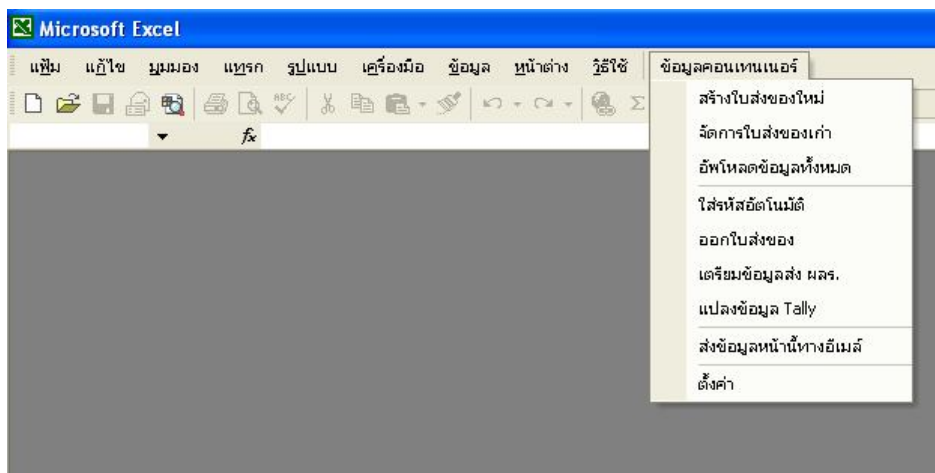 Microsoft Excel
แฟ้ม แก้ไข มุมมอง แทรก รูปแบบ เครื่องมือ ข้อมูล หน้าต่าง วิธีใช้ ข้อมูลคอนเทนเนอร์
ABC Σ
fx
สร้างใบส่งของใหม่
จัดการใบส่งของเก่า
อัพโหลดข้อมูลทั้งหมด
ใส่รหัสอัตโนมัติ
ออกใบส่งของ
เตรียมข้อมูลส่ง ผลร.
แปลงข้อมูล Tally
ส่งข้อมูลหน้านี้ทางอีเมล์
ตั้งค่า